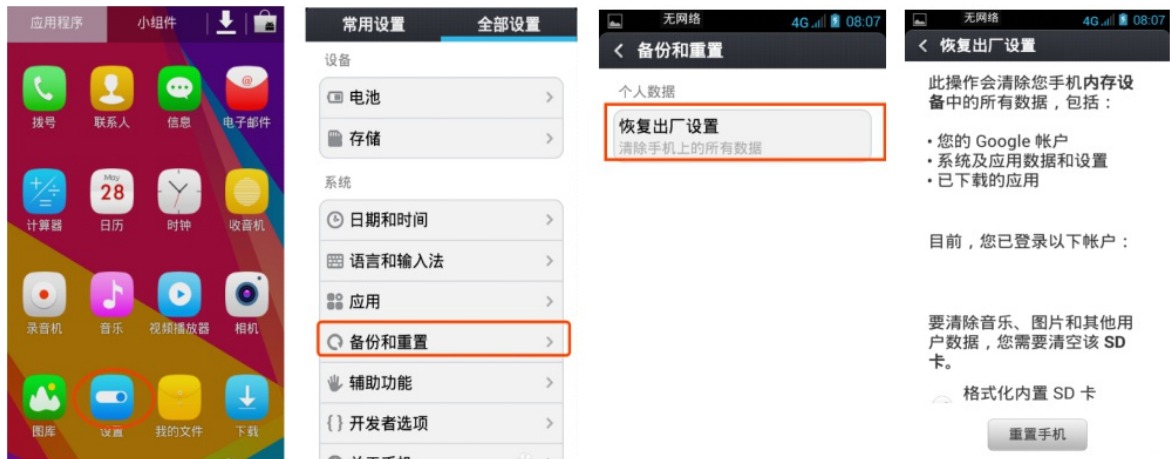 应用程序
小组件
拨号
联系人
信息
电子邮件
May
28
计算器
日历
时钟
收音机
录音机
音乐
视频播放器
相机
图库
设置
我的文件
下载
常用设置
全部设置
设备
电池
存储
系统
日期和时间
语言和输入法
应用
备份和重置
辅助功能
{} 开发者选项
无网络
4G
08:07
备份和重置
个人数据
恢复出厂设置
清除手机上的所有数据
无网络
4G
08:07
恢复出厂设置
此操作会清除您手机内存设
备中的所有数据，包括：
• 您的 Google 帐户
• 系统及应用数据和设置
• 已下载的应用
目前，您已登录以下帐户：
要清除音乐、图片和其他用
户数据，您需要清空该 SD
卡。
格式化内置 SD 卡
重置手机